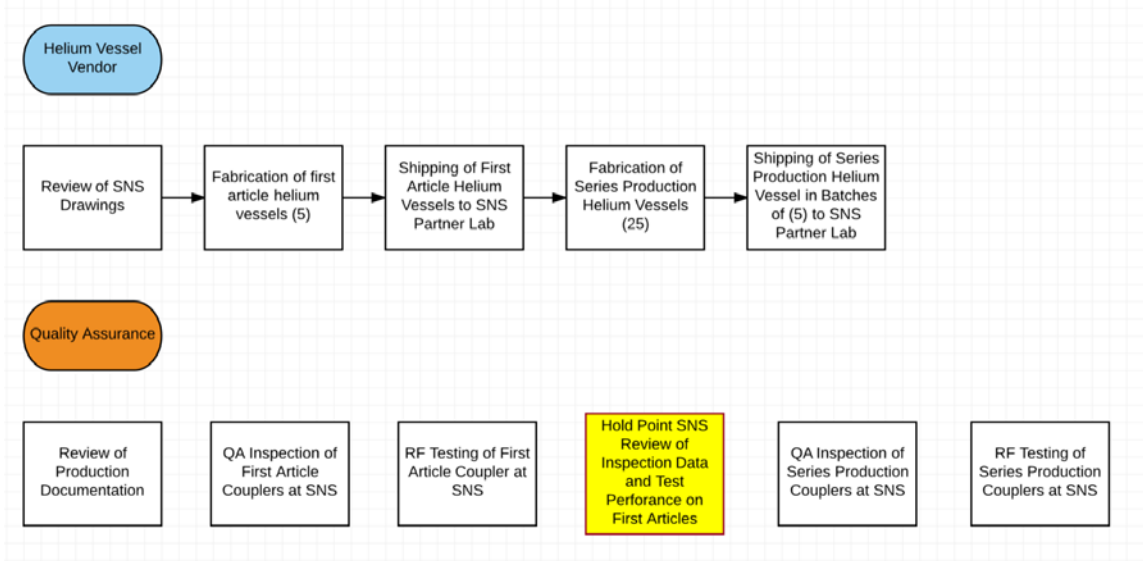 Helium Vessel
Vendor
Review of SNS
Drawings
Fabrication of first
article helium
vessels (5)
Shipping of First
Article Helium
Vessels to SNS
Partner Lab
Fabrication of
Series Production
Helium Vessels
(25)
Shipping of Series
Production Helium
Vessel in Batches
of (5) to SNS
Partner Lab
Quality Assurance
Review of
Production
Documentation
QA Inspection of
First Article
Couplers at SNS
RF Testing of First
Article Coupler at
SNS
Hold Point SNS
Review of
Inspection Data
and Test
Perforance on
First Articles
QA Inspection of
Series Production
Couplers at SNS
RF Testing of
Series Production
Couplers at SNS